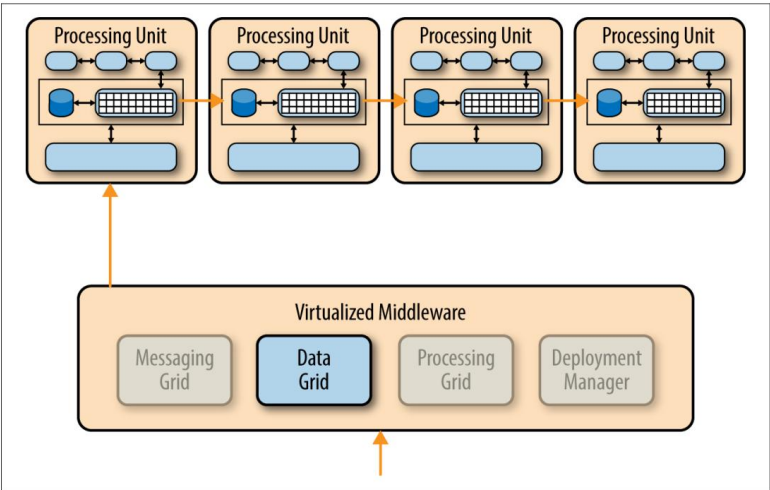 Processing Unit
Processing Unit
Processing Unit
Processing Unit
Virtualized Middleware
Messaging
Grid
Data
Grid
Processing
Grid
Deployment
Manager